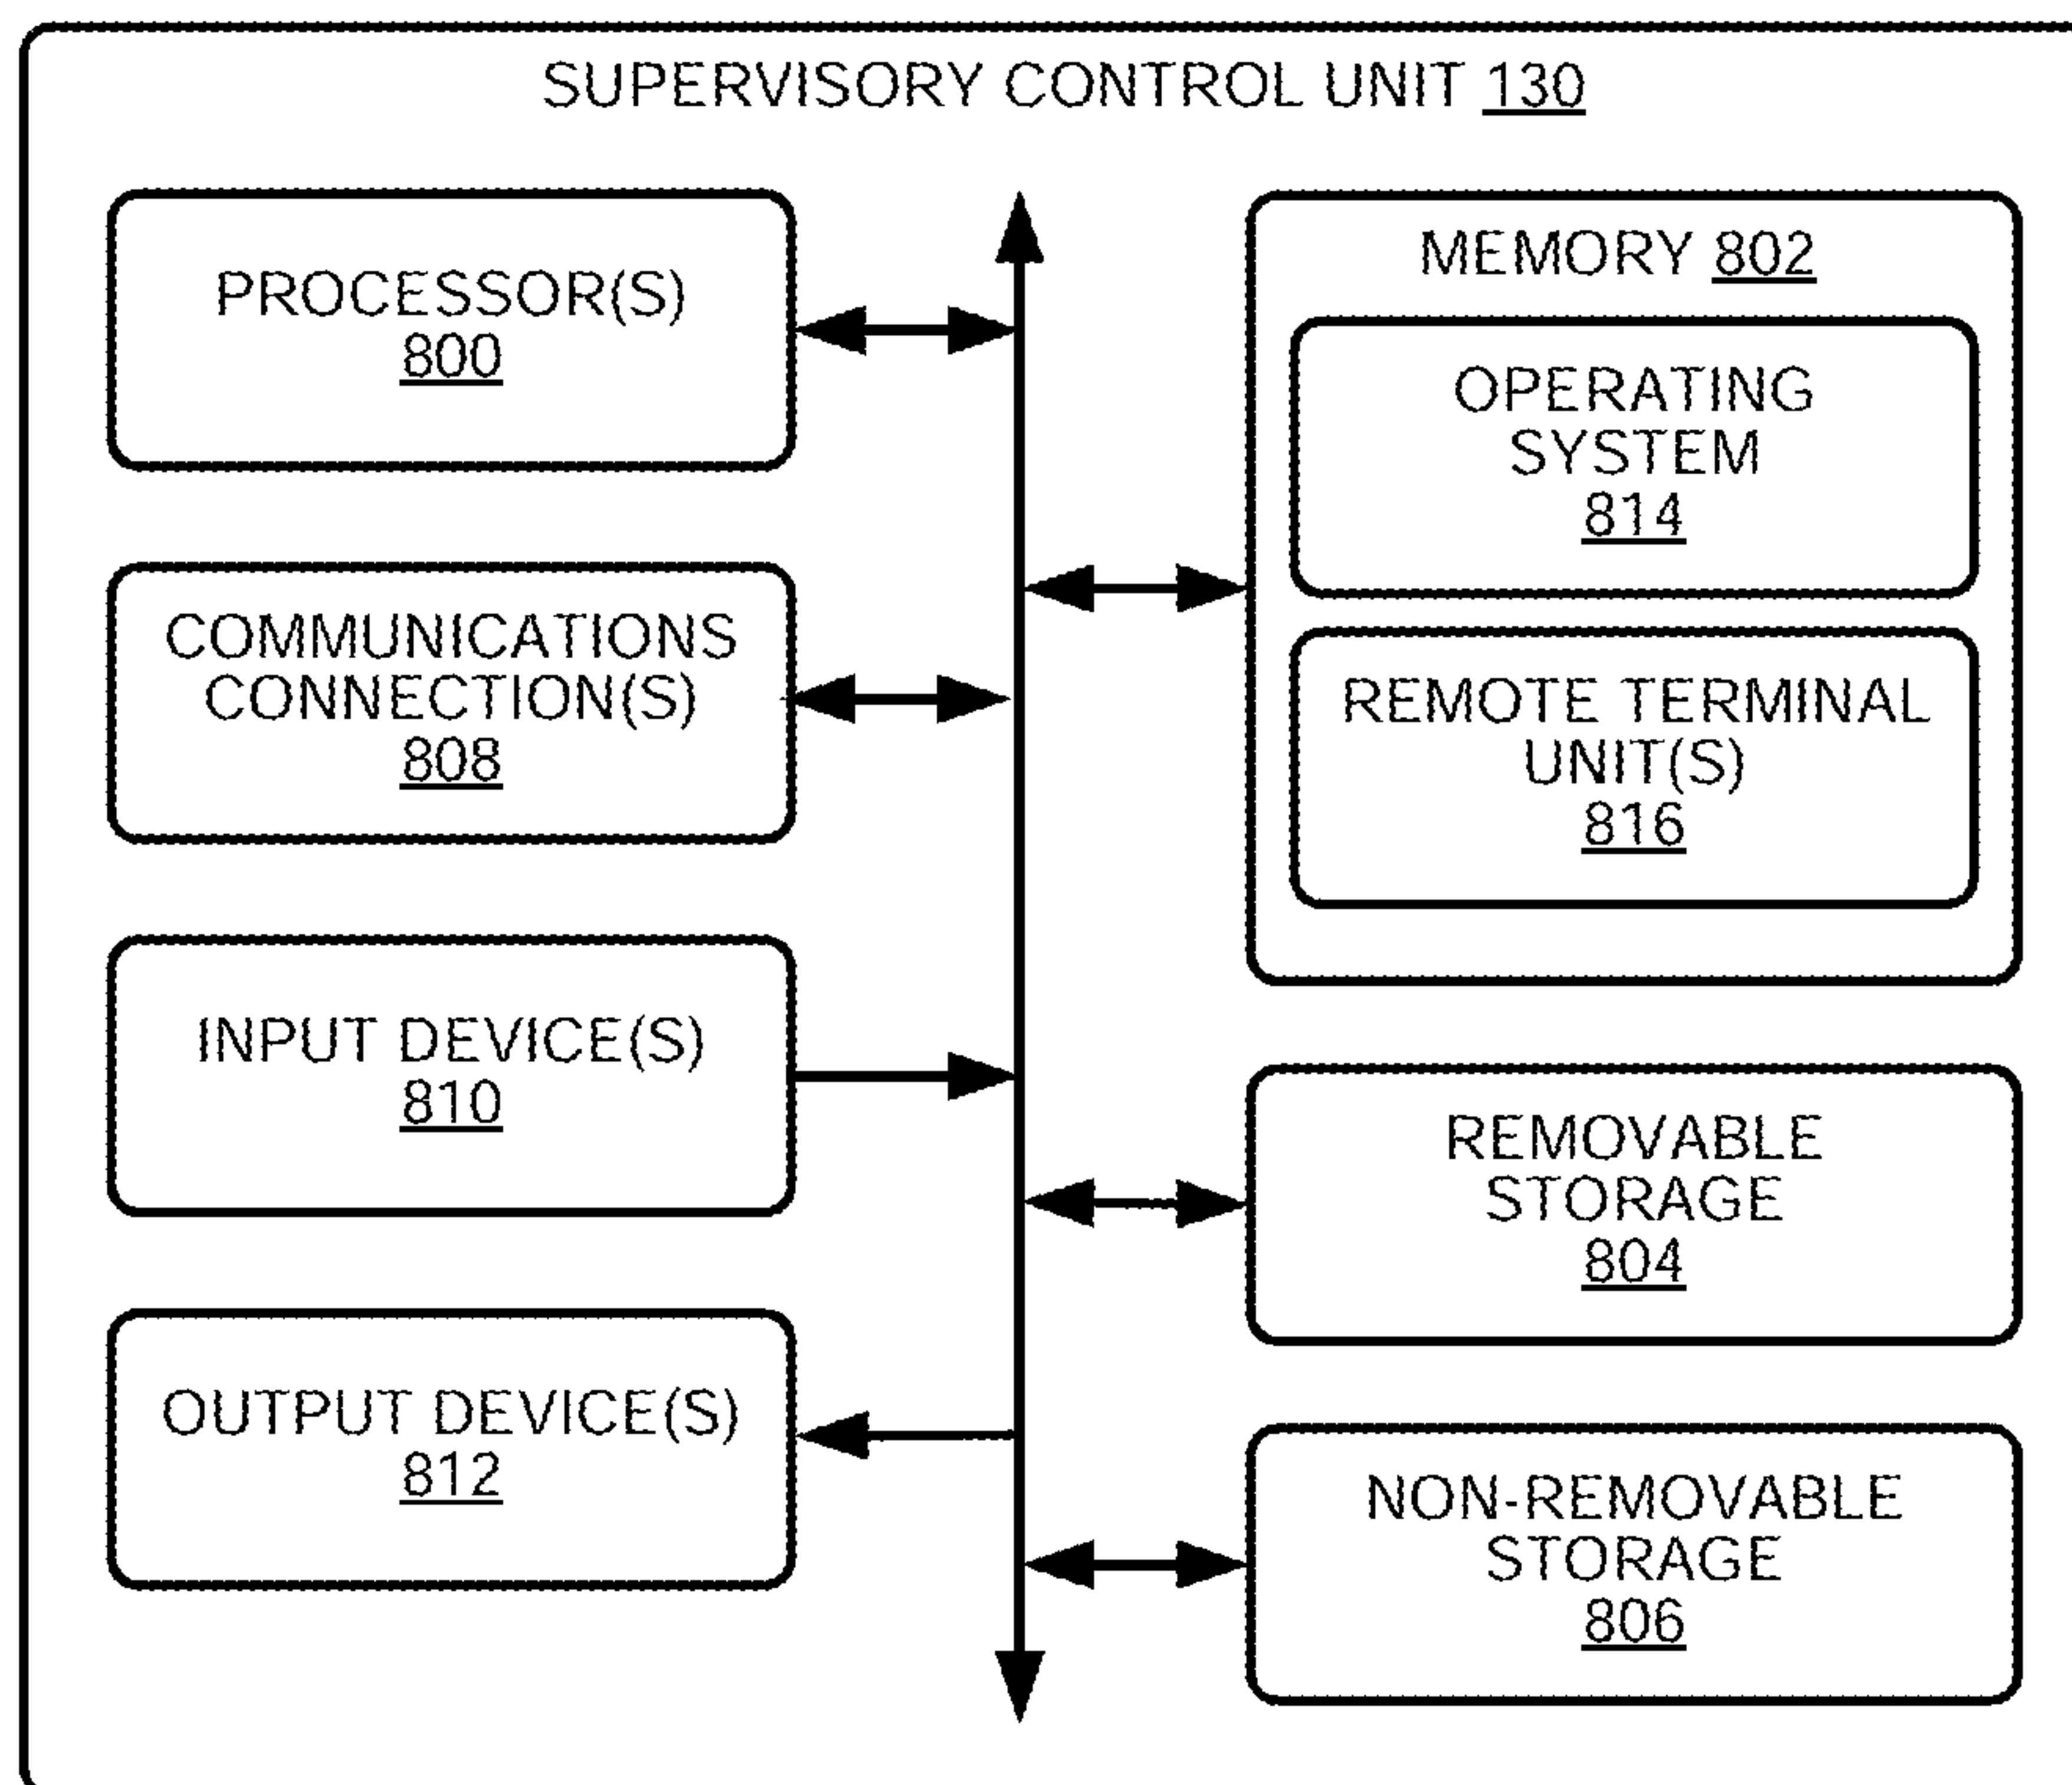 SUPERVISORY CONTROL UNIT 130
PROCESSOR(S)
800
COMMUNICATIONS
CONNECTION(S)
808
INPUT DEVICE(S)
810
OUTPUT DEVICE(S)
812
MEMORY 802
OPERATING
SYSTEM
814
REMOTE TERMINAL
UNIT(S)
816
REMOVABLE
STORAGE
804
NON-REMOVABLE
STORAGE
806